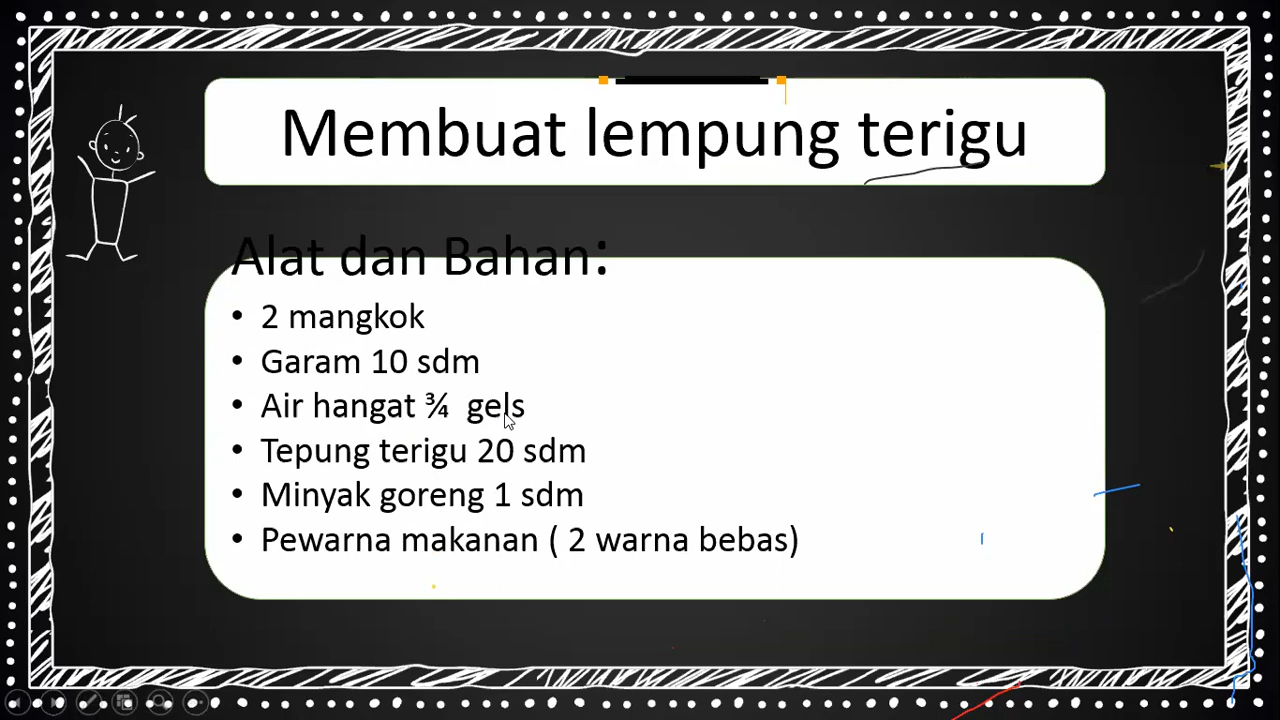 Membuat lempung terigu
Alat dan Bahan:
• 2 mangkok
• Garam 10 sdm
• Air hangat ¾ gels
• Tepung terigu 20 sdm
• Minyak goreng 1 sdm
• Pewarna makanan ( 2 warna bebas)